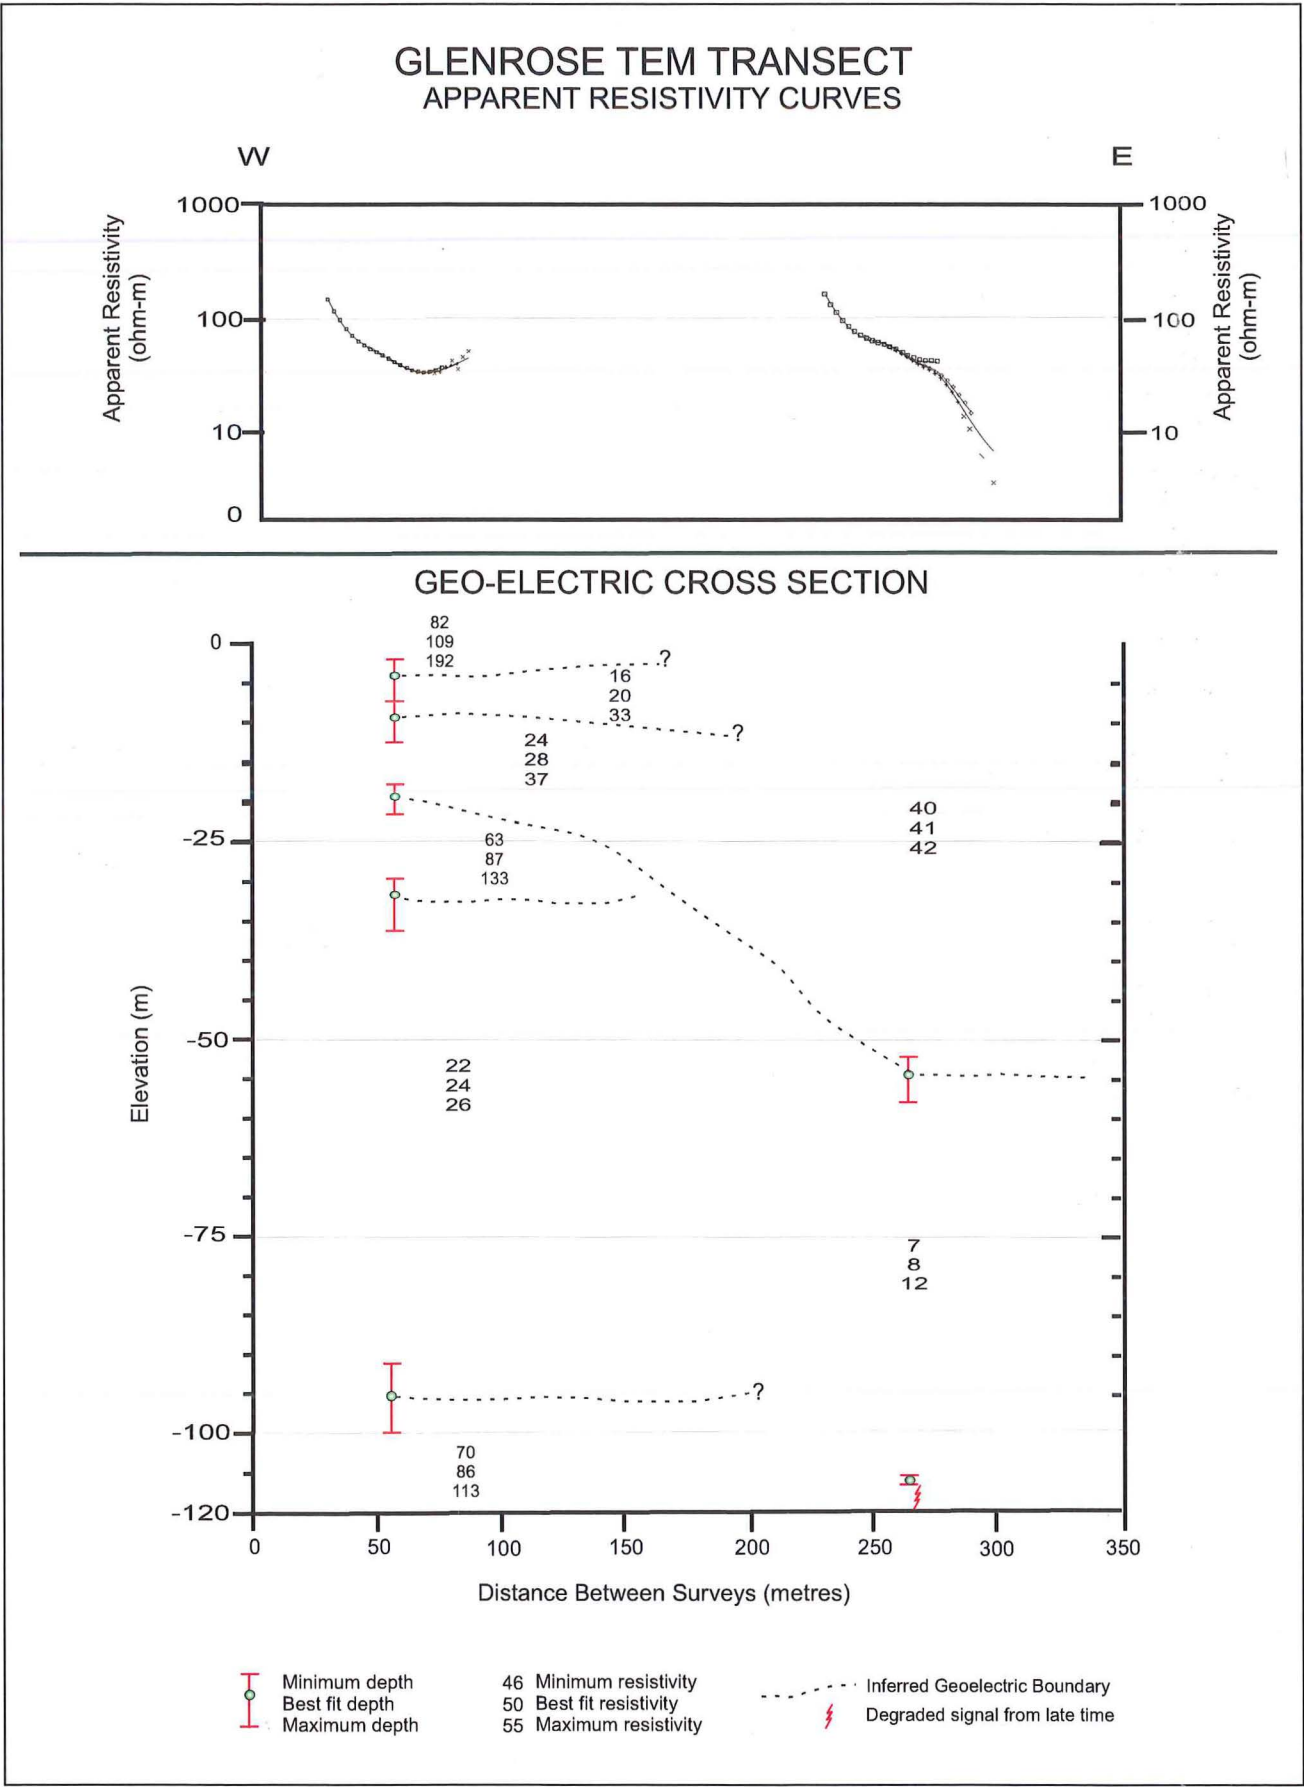 GLENROSE TEM TRANSECT
APPARENT RESISTIVITY CURVES
W
E
1000
1000
100
100
10
10
0
Apparent Resistivity
(ohm-m)
Apparent Resistivity
(ohm-m)
GEO-ELECTRIC CROSS SECTION
82
109
192
0
?
16
20
33
?
24
28
37
40
41
42
-25
63
87
133
Elevation (m)
-50
22
24
26
-75
7
8
12
?
-100
70
86
113
-120
0
50
100
150
200
250
300
350
Distance Between Surveys (metres)
Minimum depth
Best fit depth
Maximum depth
46 Minimum resistivity
50 Best fit resistivity
55 Maximum resistivity
Inferred Geoelectric Boundary
Degraded signal from late time